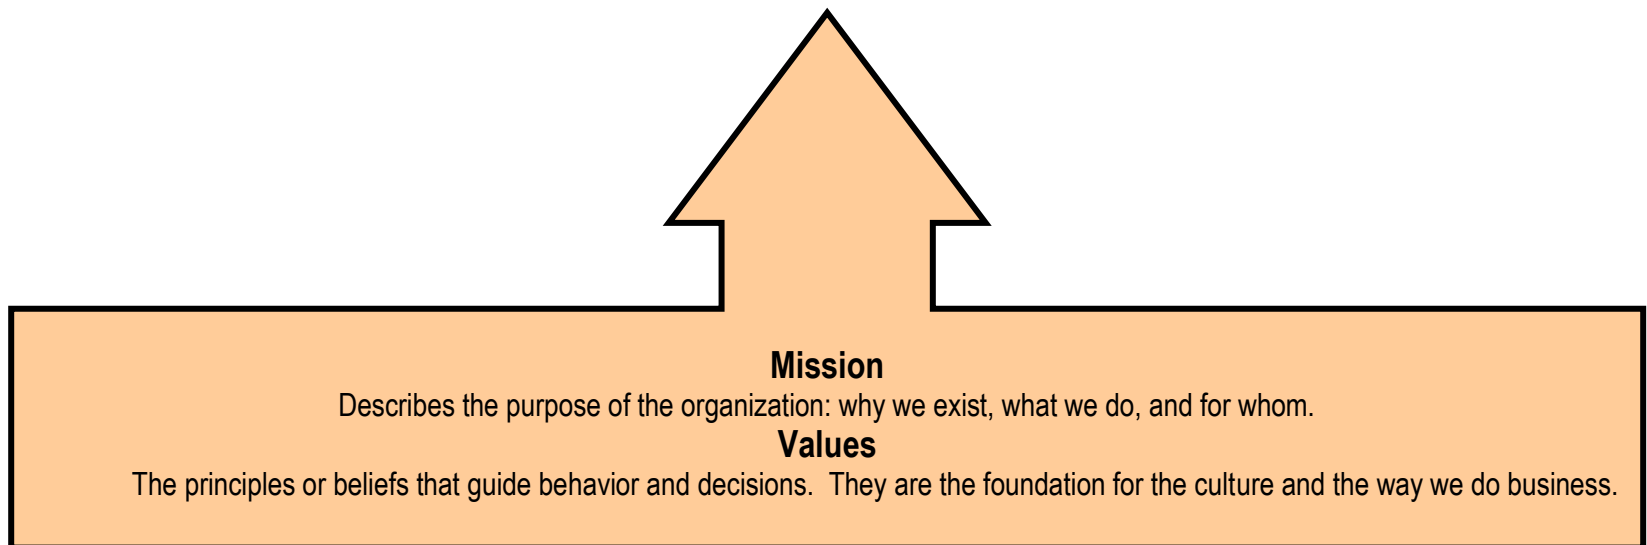 Mission
Describes the purpose of the organization: why we exist, what we do, and for whom.
Values
The principles or beliefs that guide behavior and decisions.  They are the foundation for the culture and the way we do business.